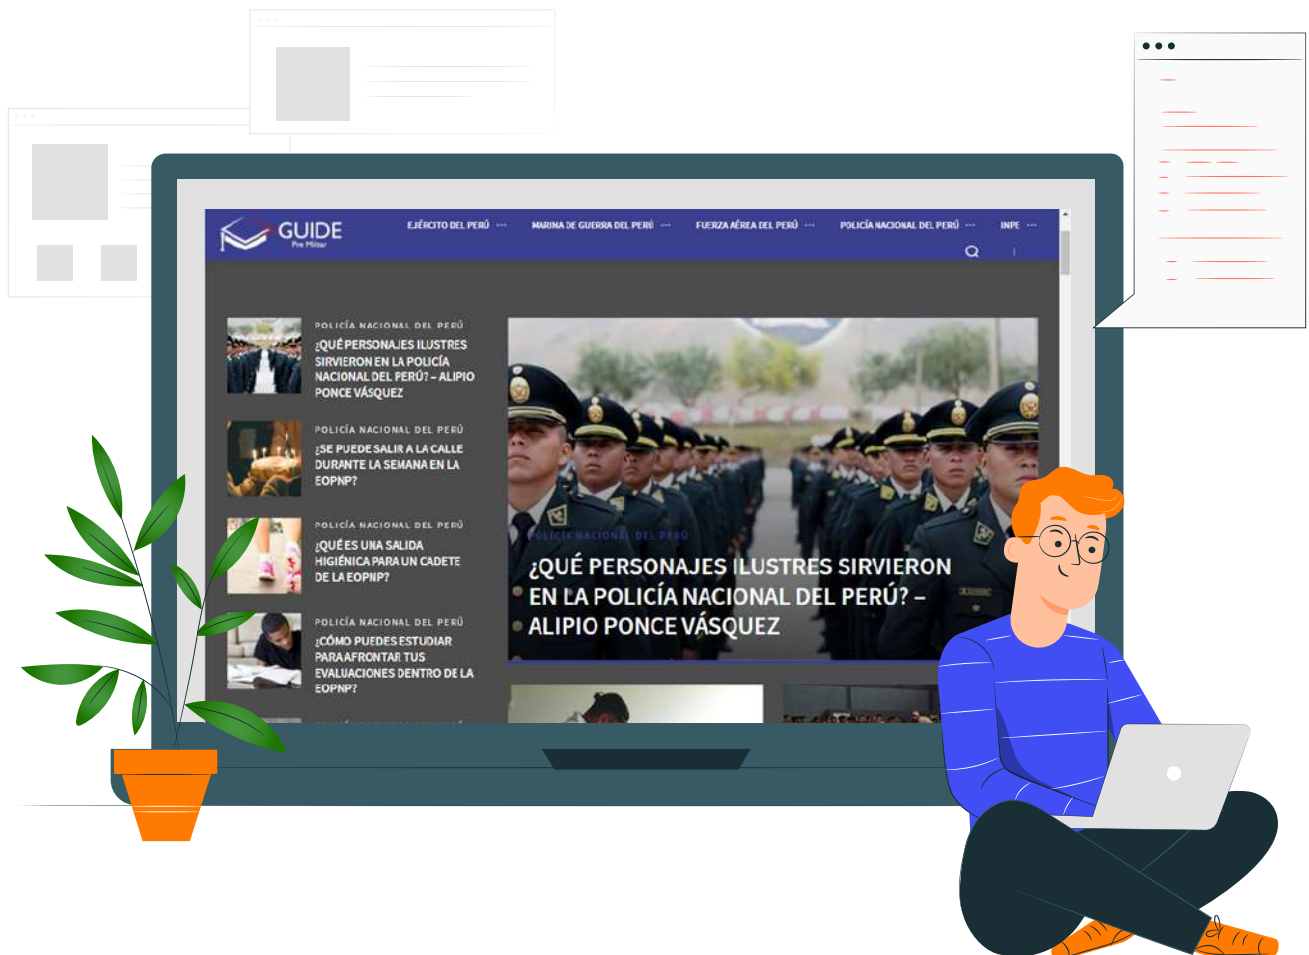 GUIDE
Pre Militar
EJÉRCITO DEL PERÚ ···
MARINA DE GUERRA DEL PERÚ ···
FUERZA AÉREA DEL PERÚ ···
POLICÍA NACIONAL DEL PERÚ ···
INPE ···
POLICÍA NACIONAL DEL PERÚ
¿QUÉ PERSONAJES ILUSTRES
SIRVIERON EN LA POLICÍA
NACIONAL DEL PERÚ? – ALIPIO
PONCE VÁSQUEZ
POLICÍA NACIONAL DEL PERÚ
¿SE PUEDE SALIR A LA CALLE
DURANTE LA SEMANA EN LA
EOPNP?
POLICÍA NACIONAL DEL PERÚ
¿QUÉ ES UNA SALIDA
HIGIÉNICA PARA UN CADETE
DE LA EOPNP?
POLICÍA NACIONAL DEL PERÚ
¿CÓMO PUEDES ESTUDIAR
PARA AFRONTAR TUS
EVALUACIONES DENTRO DE LA
EOPNP?
POLICÍA NACIONAL DEL PERÚ
POLICÍA NACIONAL DEL PERÚ
¿QUÉ PERSONAJES ILUSTRES SIRVIERON
EN LA POLICÍA NACIONAL DEL PERÚ? –
ALIPIO PONCE VÁSQUEZ